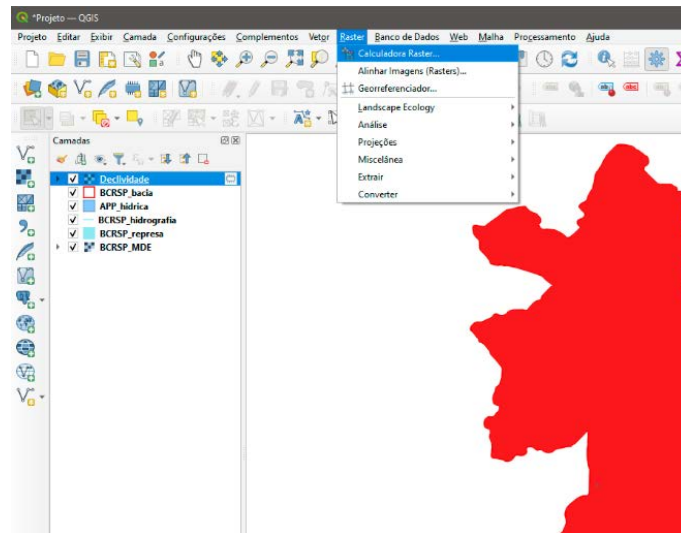 *Projeto — QGIS
Projeto Editar Exibir Camada Configurações Complementos Vetor Raster Banco de Dados Web Malha Processamento Ajuda
Calculadora Raster...
Alinhar Imagens (Rasters)...
Georreferenciador...
Landscape Ecology
Análise
Projeções
Miscelânea
Extrair
Converter
Camadas
Declividade
BCRSP_bacia
APP_hidrica
BCRSP_hidrografia
BCRSP_represa
BCRSP_MDE